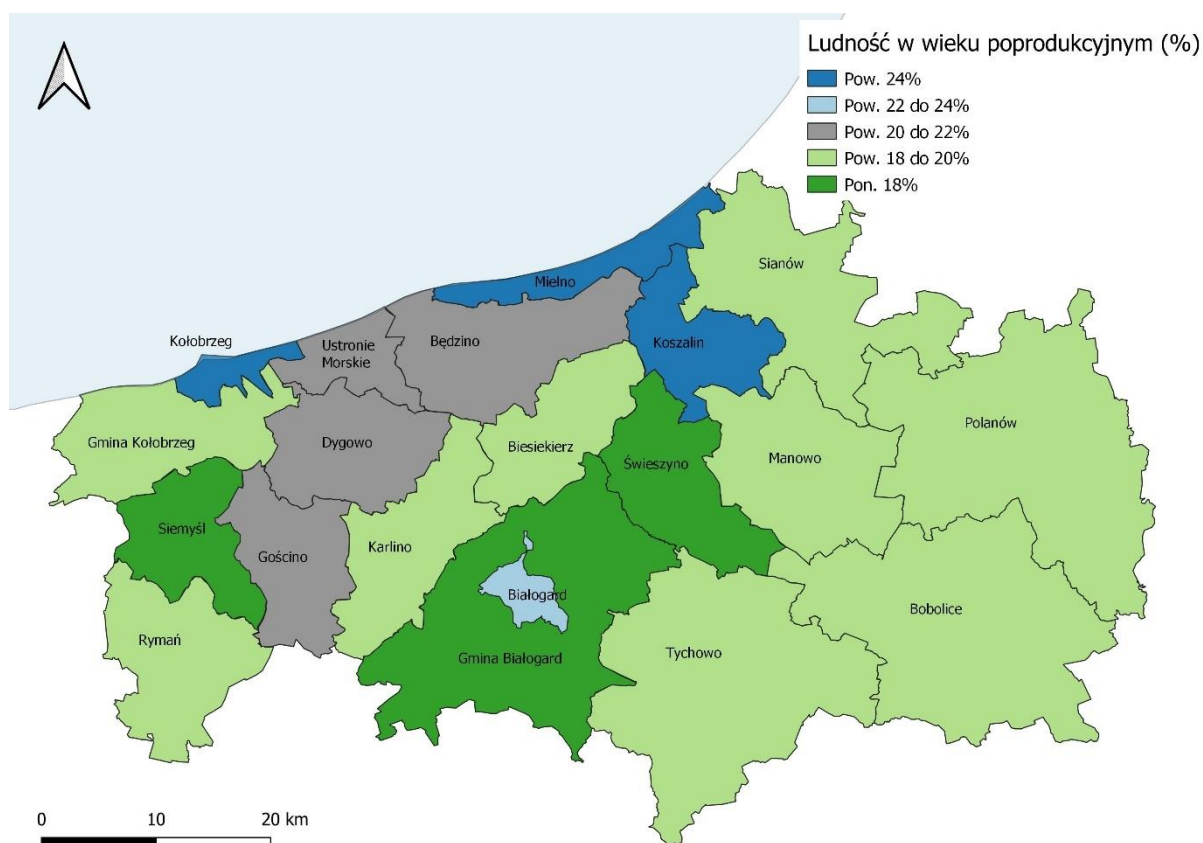 Ludność w wieku poprodukcyjnym (%)
Pow. 24%
Pow. 22 do 24%
Pow. 20 do 22%
Pow. 18 do 20%
Pon. 18%
Sianów
Mielno
Kołobrzeg
Ustronie
Morskie
Będzino
Koszalin
Polanów
Gmina Kołobrzeg
Dygowo
Biesiekierz
Świeszyno
Manowo
Siemyśl
Gościno
Karlino
Białogard
Bobolice
Rymań
Gmina Białogard
Tychowo
0 10 20 km